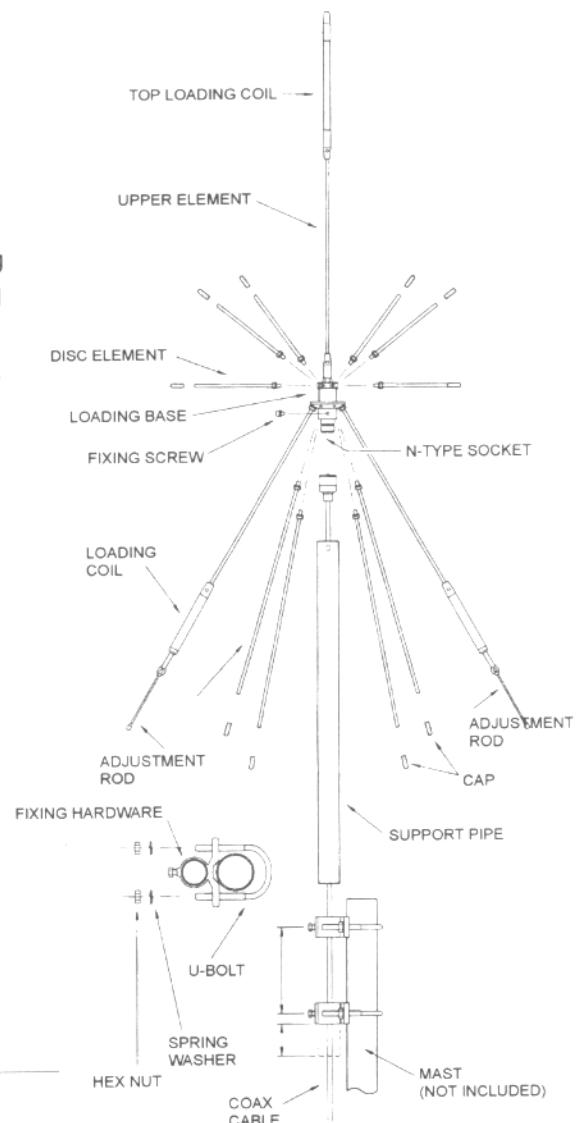 TOP LOADING COIL
UPPER ELEMENT
DISC ELEMENT
LOADING BASE
FIXING SCREW
N-TYPE SOCKET
LOADING
COIL
ADJUSTMENT
ROD
ADJUSTMENT
ROD
CAP
FIXING HARDWARE
SUPPORT PIPE
U-BOLT
SPRING
WASHER
HEX NUT
MAST
(NOT INCLUDED)
COAX
CABLE